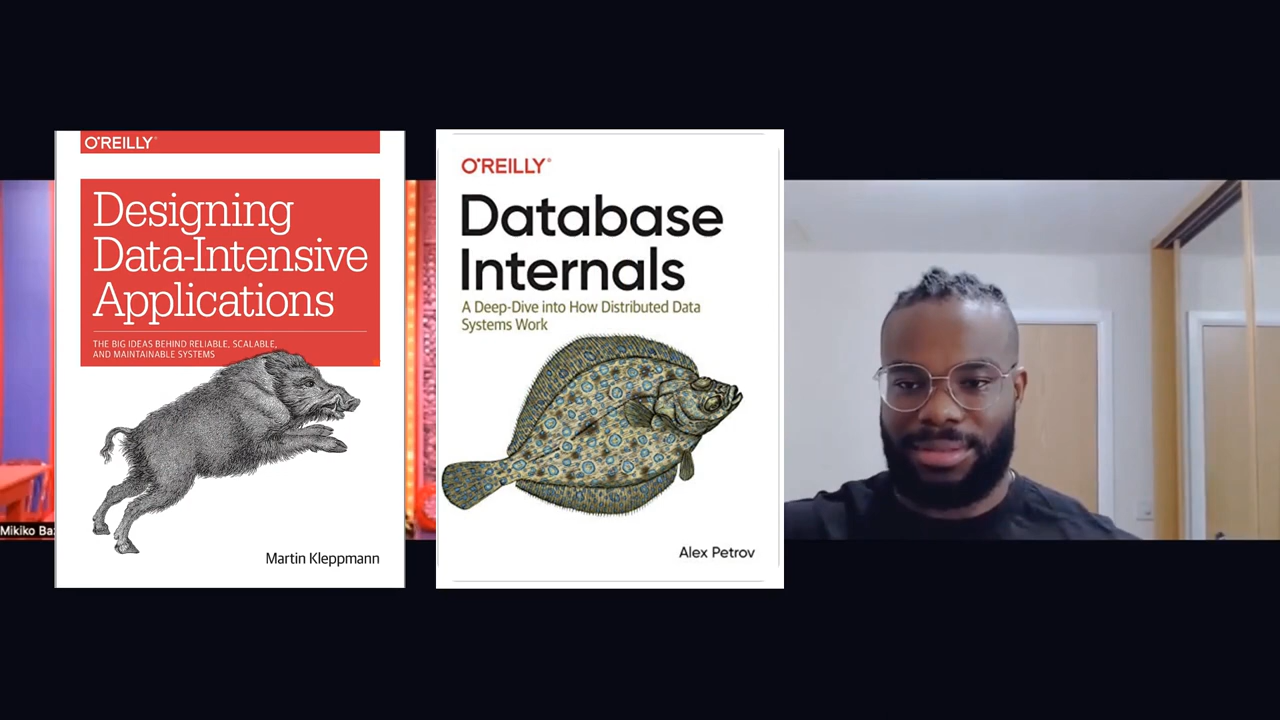 O'REILLY®
Designing
Data-Intensive
Applications
THE BIG IDEAS BEHIND RELIABLE, SCALABLE,
AND MAINTAINABLE SYSTEMS
Martin Kleppmann
O'REILLY®
Database
Internals
A Deep-Dive into How Distributed Data
Systems Work
Alex Petrov
Mikiko